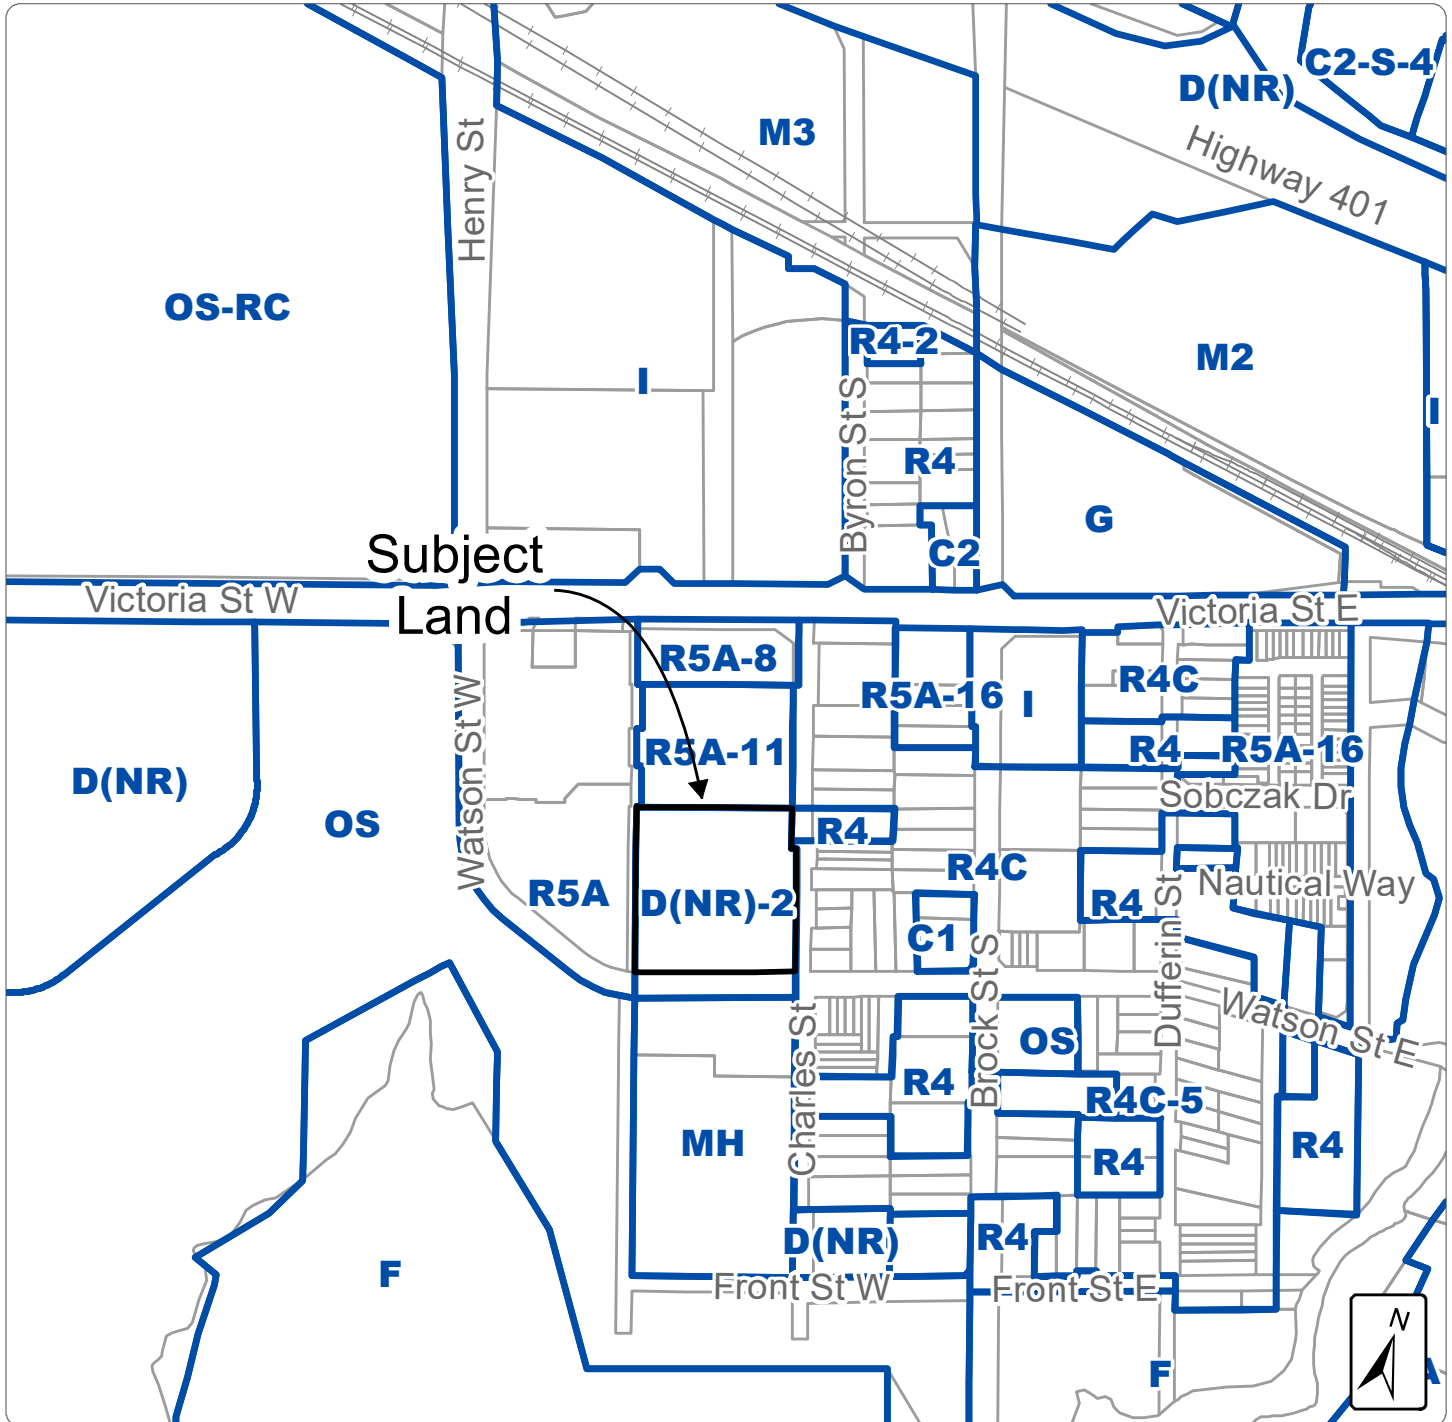 C2-S-4
D(NR)
M3
Henry St
Highway 401
OS-RC
R4-2
M2
I
I
Byron St S
R4
G
C2
Subject
Land
Victoria St W
Victoria St E
R5A-8
R5A-16
I
R4C
R5A-11
R4
R5A-16
D(NR)
Watson St W
Sobczak Dr
OS
R4
R4C
R5A
D(NR)-2
R4
Nautical Way
C1
Dufferin St
Brock St S
Watson St E
Charles St
OS
R4
R4C-5
MH
R4
R4
D(NR)
R4
F
Front St W
Front St E
N
F
A